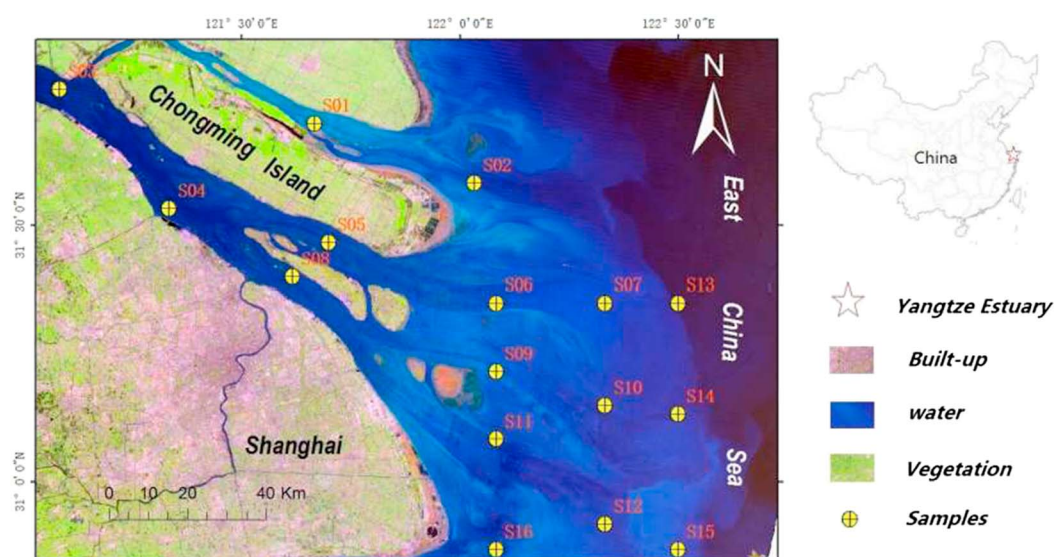 121° 30′0″E
122° 0′0″E
122° 30′0″E
S03
S01
Chongming Island
N
S02
East
S04
31° 30′0″N
S05
S08
S06
S07
S13
China
S09
S10
S14
S11
Shanghai
Sea
31° 0′0″N
0 10 20 40 Km
S12
S16
S15
China
Yangtze Estuary
Built-up
water
Vegetation
Samples